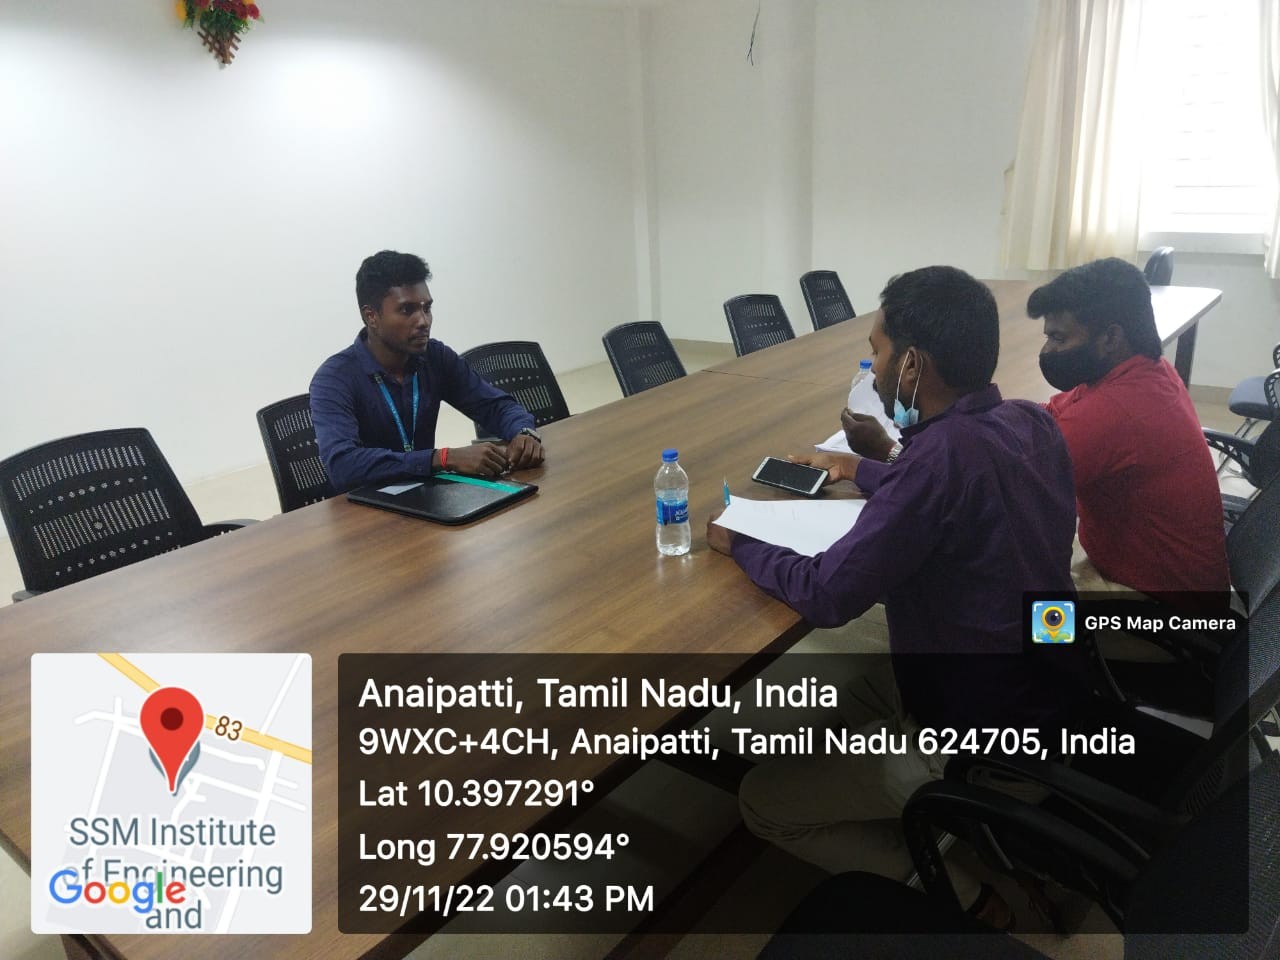 GPS Map Camera
Anaipatti, Tamil Nadu, India
9WXC+4CH, Anaipatti, Tamil Nadu 624705, India
Lat 10.397291°
Long 77.920594°
29/11/22 01:43 PM
83
SSM Institute
of Engineering
and
Google